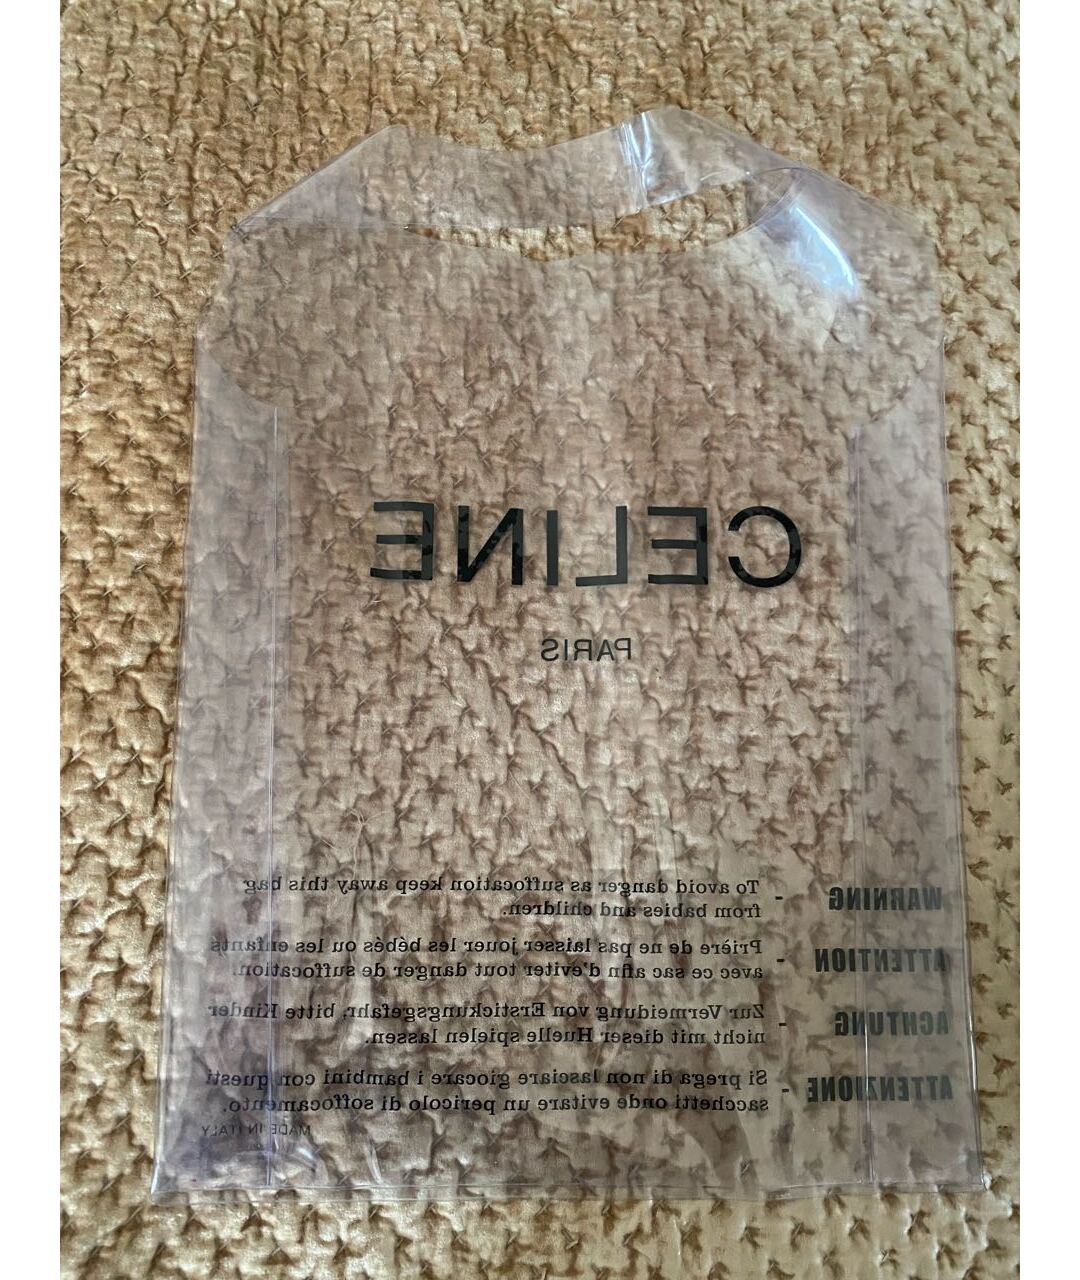 CELINE
PARIS
WARNING - To avoid danger as suffocation keep away this bag
from babies and children.
ATTENTION - Prière de ne pas laisser jouer les bébés ou les enfants
avec ce sac afin d'éviter tout danger de suffocation.
ACHTUNG - Zur Vermeidung von Erstickungsgefahr, bitte Kinder
nicht mit dieser Huelle spielen lassen.
ATTENZIONE - Si prega di non lasciare giocare i bambini con questi
sacchetti onde evitare un pericolo di soffocamento.
MADE IN ITALY